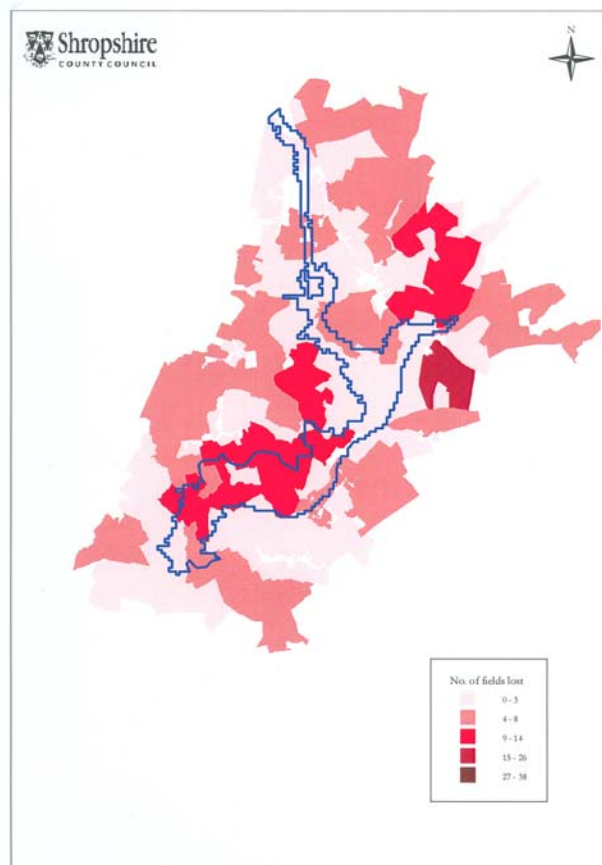 Shropshire
COUNTY COUNCIL
N
No. of fields lost
0 - 3
4 - 8
9 - 14
15 - 26
27 - 38